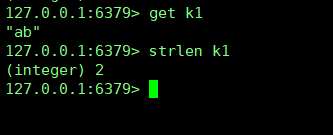 127.0.0.1:6379> get k1
"ab"
127.0.0.1:6379> strlen k1
(integer) 2
127.0.0.1:6379>